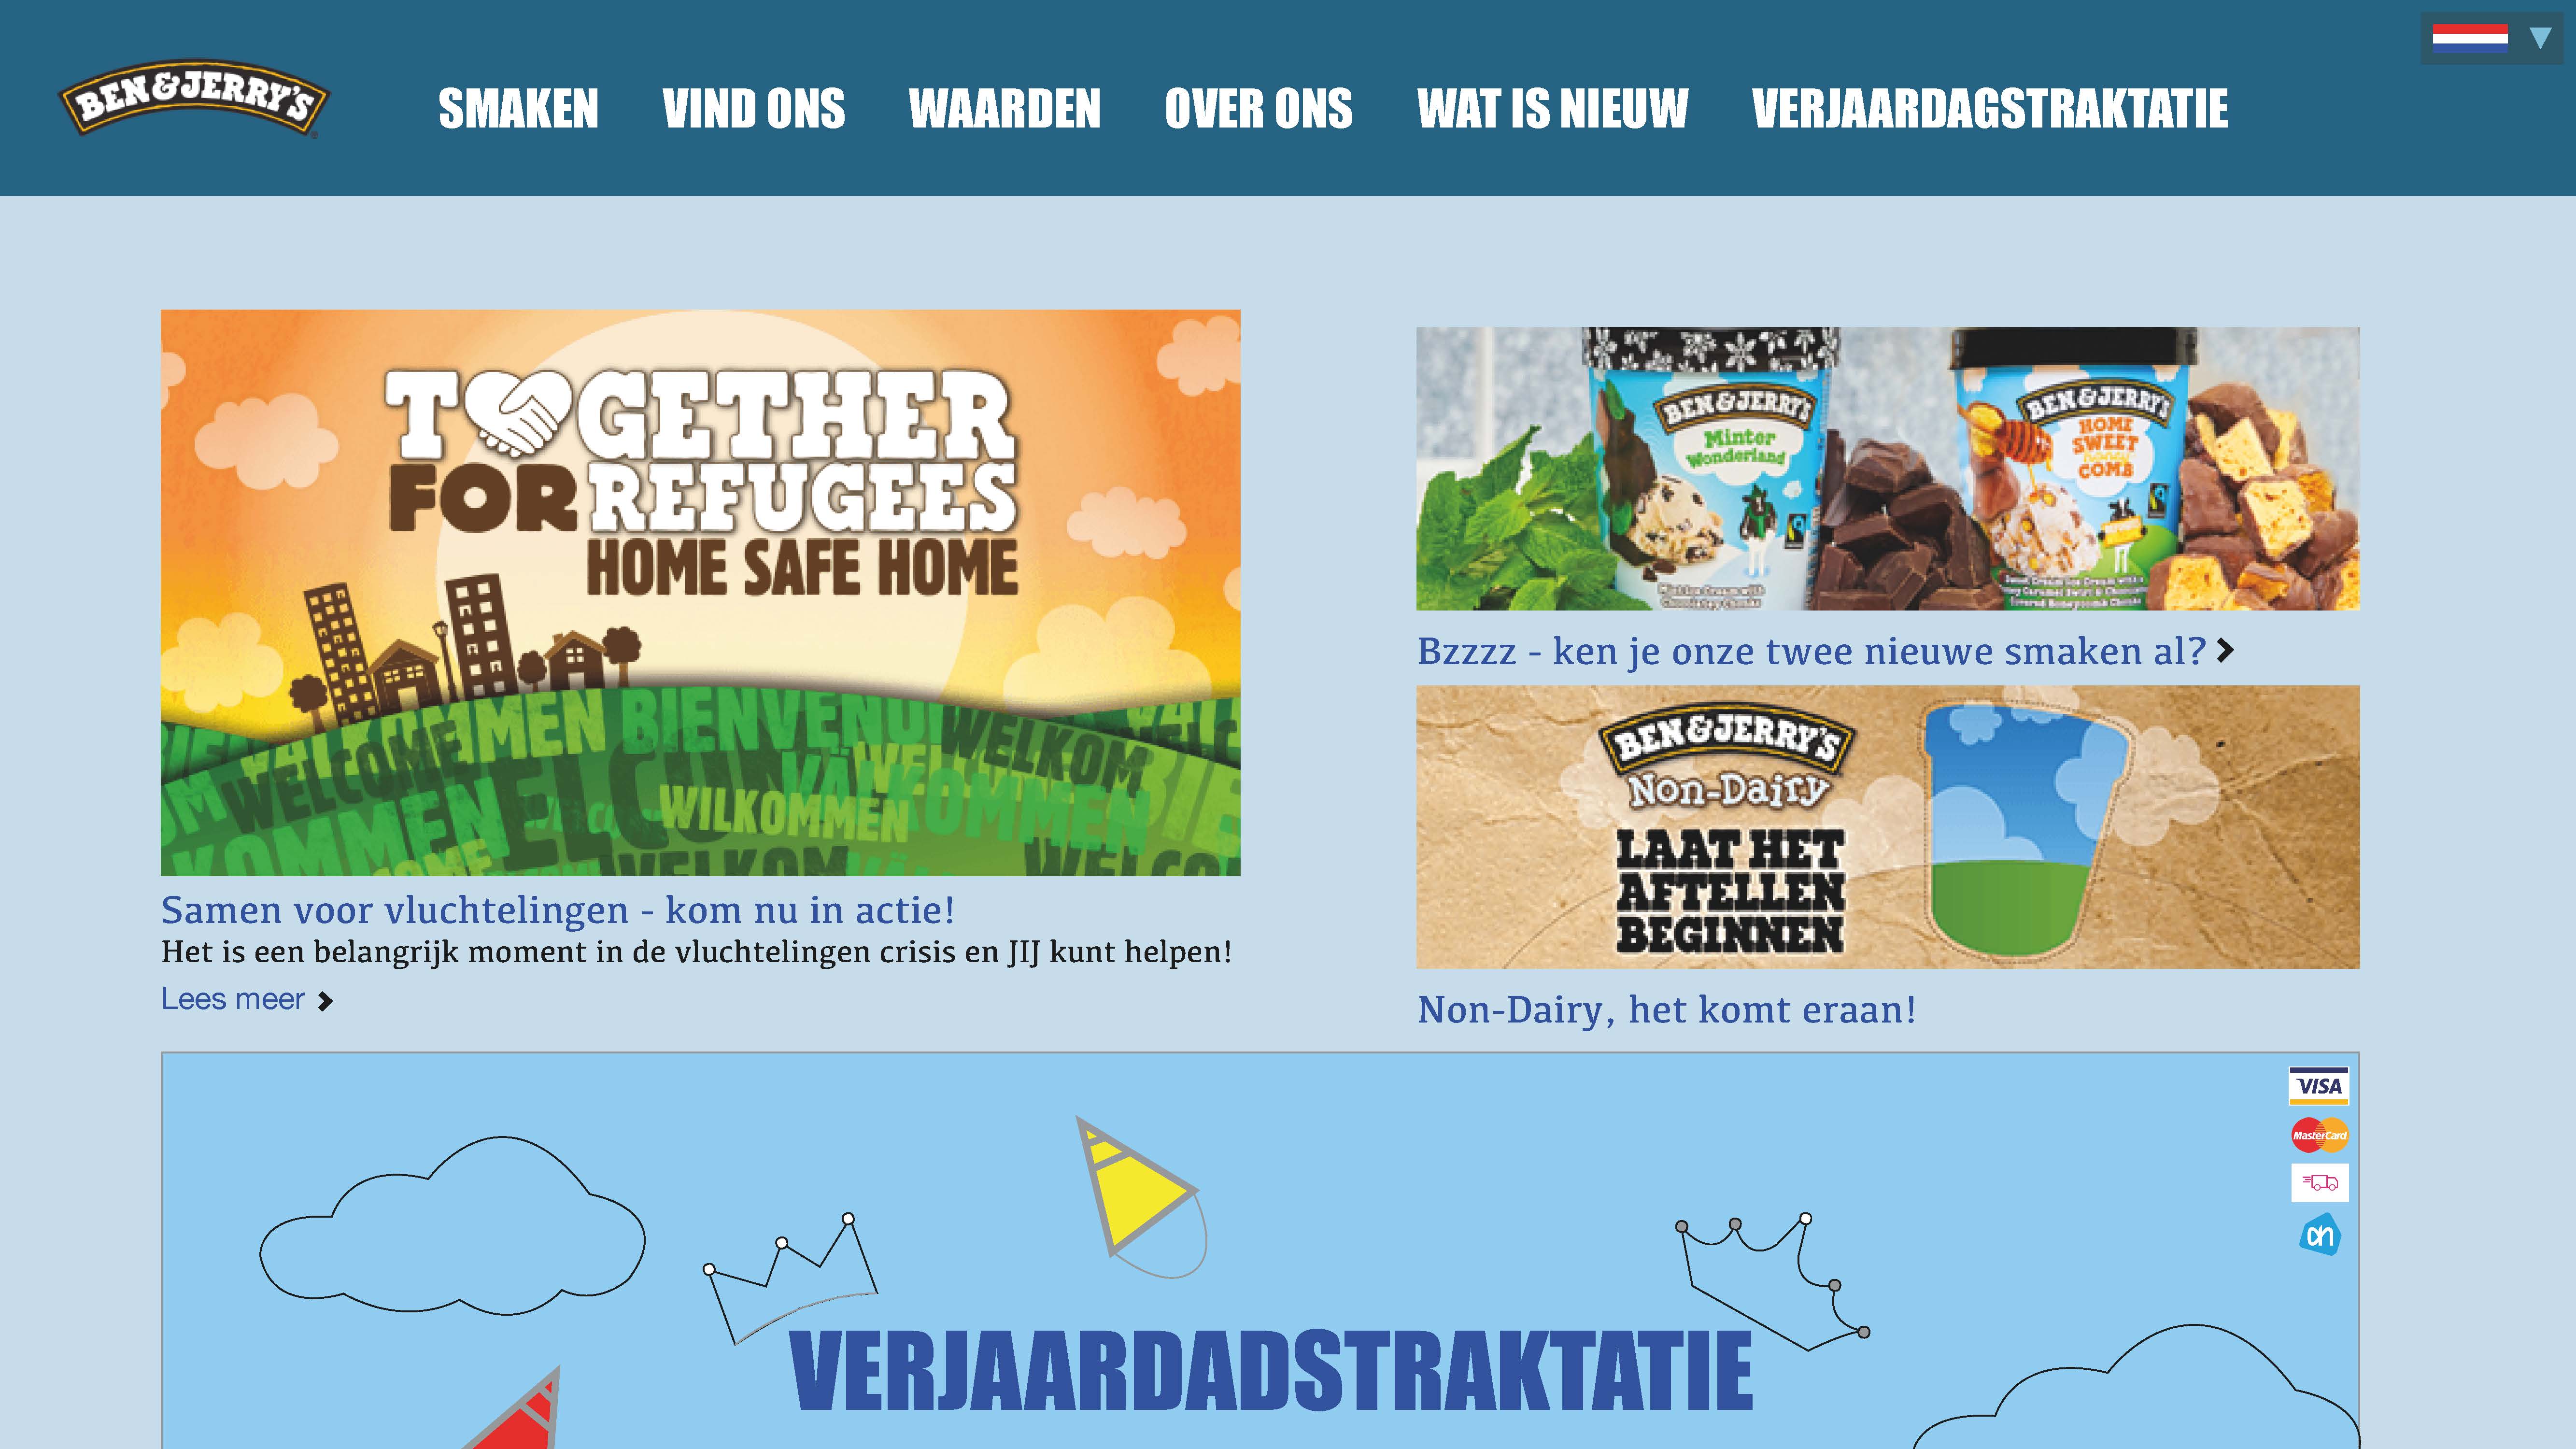 BEN & JERRY'S
SMAKEN VIND ONS WAARDEN OVER ONS WAT IS NIEUW VERJAARDAGSTRAKTATIE
TOGETHER
FOR REFUGEES
HOME SAFE HOME
BIENVENU
WELCOME
WELKOM
WILKOMMEN
Samen voor vluchtelingen - kom nu in actie!
Het is een belangrijk moment in de vluchtelingen crisis en JIJ kunt helpen!
Lees meer
BEN & JERRY'S
Minter
Wonderland
BEN & JERRY'S
HOME
SWEET
honey
COMB
Bzzzz - ken je onze twee nieuwe smaken al?
BEN & JERRY'S
Non-Dairy
LAAT HET
AFTELLEN
BEGINNEN
Non-Dairy, het komt eraan!
VISA
MasterCard
ah
VERJAARDADSTRAKTATIE